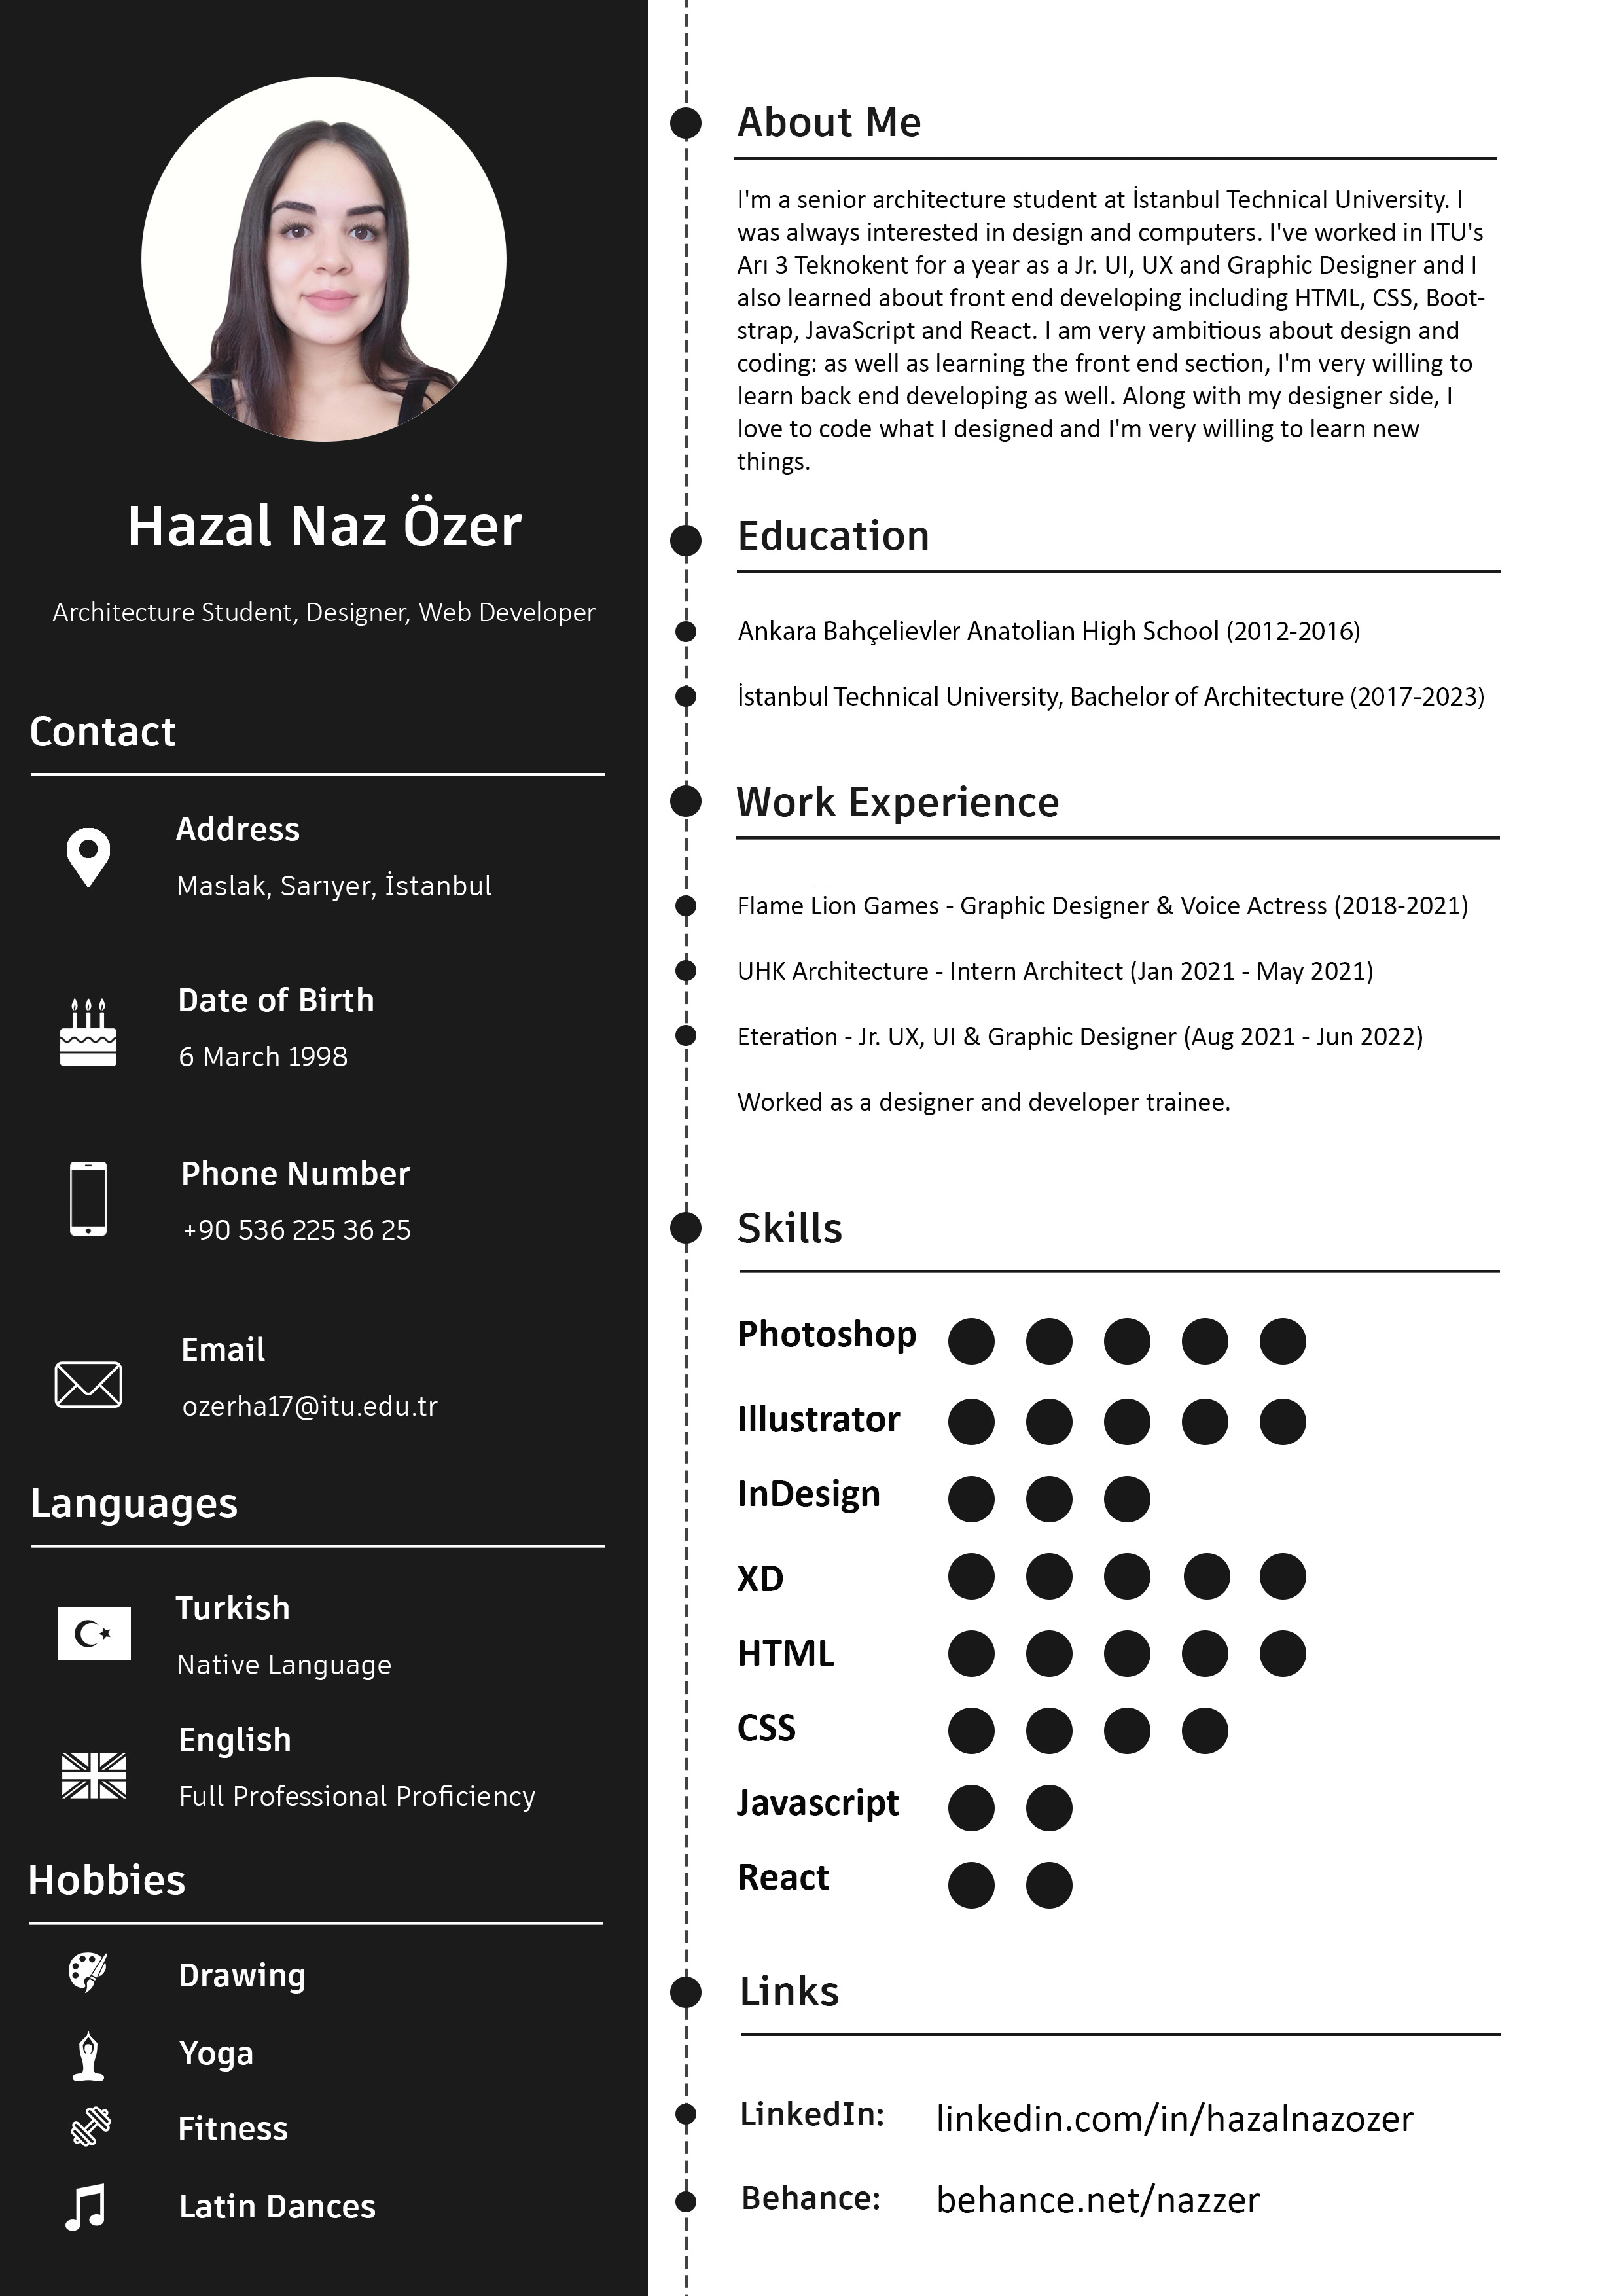 Hazal Naz Özer
Architecture Student, Designer, Web Developer
Contact
Address
Maslak, Sarıyer, İstanbul
Date of Birth
6 March 1998
Phone Number
+90 536 225 36 25
Email
ozerha17@itu.edu.tr
Languages
Turkish
Native Language
English
Full Professional Proficiency
Hobbies
Drawing
Yoga
Fitness
Latin Dances
About Me
I'm a senior architecture student at İstanbul Technical University. I
was always interested in design and computers. I've worked in ITU's
Arı 3 Teknokent for a year as a Jr. UI, UX and Graphic Designer and I
also learned about front end developing including HTML, CSS, Boot-
strap, JavaScript and React. I am very ambitious about design and
coding: as well as learning the front end section, I'm very willing to
learn back end developing as well. Along with my designer side, I
love to code what I designed and I'm very willing to learn new
things.
Education
Ankara Bahçelievler Anatolian High School (2012-2016)
İstanbul Technical University, Bachelor of Architecture (2017-2023)
Work Experience
Flame Lion Games - Graphic Designer & Voice Actress (2018-2021)
UHK Architecture - Intern Architect (Jan 2021 - May 2021)
Eteration - Jr. UX, UI & Graphic Designer (Aug 2021 - Jun 2022)
Worked as a designer and developer trainee.
Skills
Photoshop
Illustrator
InDesign
XD
HTML
CSS
Javascript
React
Links
LinkedIn: linkedin.com/in/hazalnazozer
Behance: behance.net/nazzer